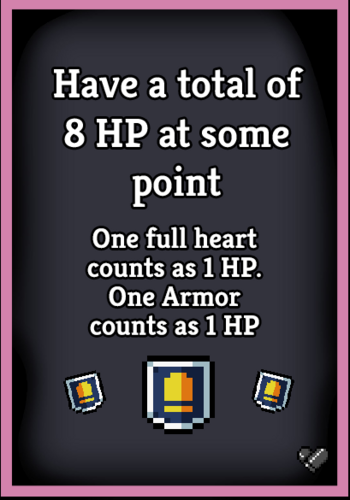 Have a total of
8 HP at some
point
One full heart
counts as 1 HP.
One Armor
counts as 1 HP